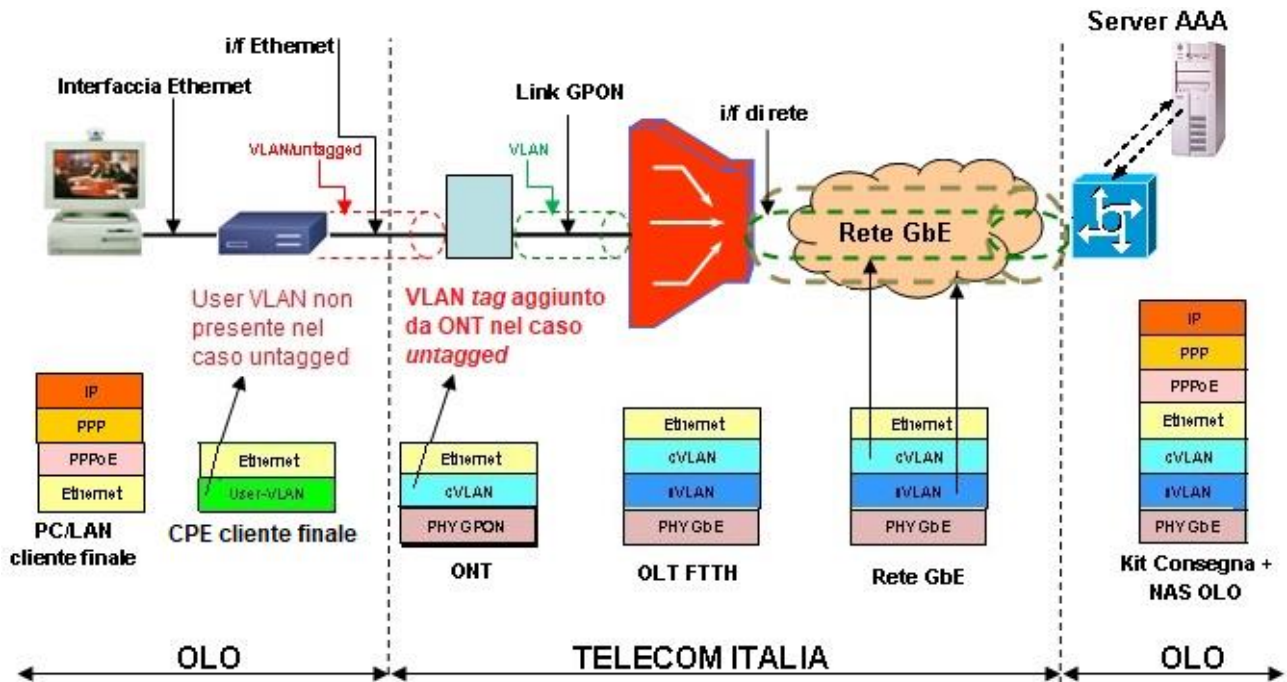 Server AAA
i/f Ethernet
Interfaccia Ethernet
Link GPON
i/f di rete
VLAN/untagged
VLAN
Rete GbE
User VLAN non
presente nel
caso untagged
VLAN tag aggiunto
da ONT nel caso
untagged
IP
PPP
PPPoE
Ethernet
PC/LAN
cliente finale
Ethernet
User-VLAN
CPE cliente finale
Ethernet
cVLAN
PHY GPON
ONT
Ethernet
cVLAN
sVLAN
PHY GbE
OLT FTTH
Ethernet
cVLAN
sVLAN
PHY GbE
Rete GbE
IP
PPP
PPPoE
Ethernet
cVLAN
sVLAN
PHY GbE
Kit Consegna +
NAS OLO
OLO
TELECOM ITALIA
OLO